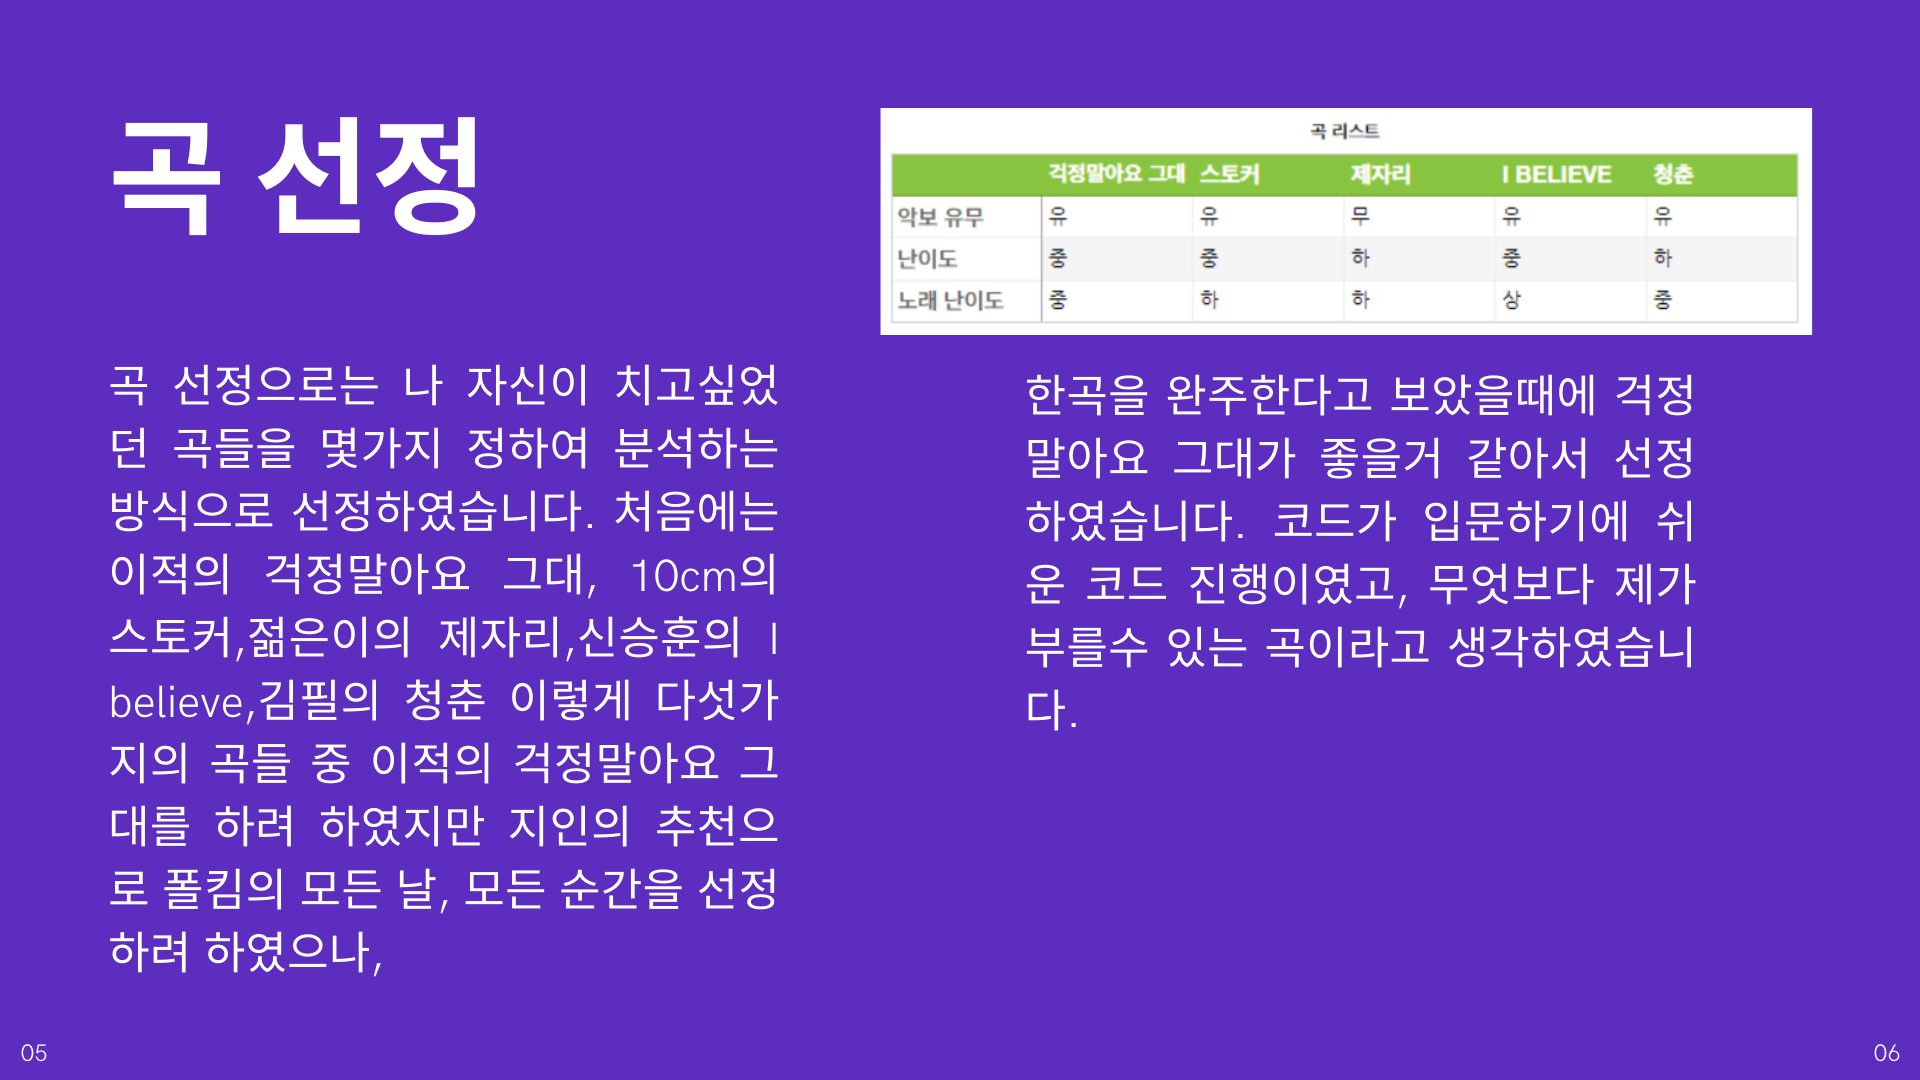 곡 선정
곡 선정으로는 나 자신이 치고싶었
던 곡들을 몇가지 정하여 분석하는
방식으로 선정하였습니다. 처음에는
이적의 걱정말아요 그대, 10cm의
스토커,젊은이의 제자리,신승훈의 I
believe,김필의 청춘 이렇게 다섯가
지의 곡들 중 이적의 걱정말아요 그
대를 하려 하였지만 지인의 추천으
로 폴킴의 모든 날, 모든 순간을 선정
하려 하였으나,
05
곡 리스트
걱정말아요 그대 스토커 제자리 I BELIEVE 청춘
악보 유무 유 유 무 유 유
난이도 중 중 하 중 하
노래 난이도 중 하 하 상 중
한곡을 완주한다고 보았을때에 걱정
말아요 그대가 좋을거 같아서 선정
하였습니다. 코드가 입문하기에 쉬
운 코드 진행이였고, 무엇보다 제가
부를수 있는 곡이라고 생각하였습니
다.
06